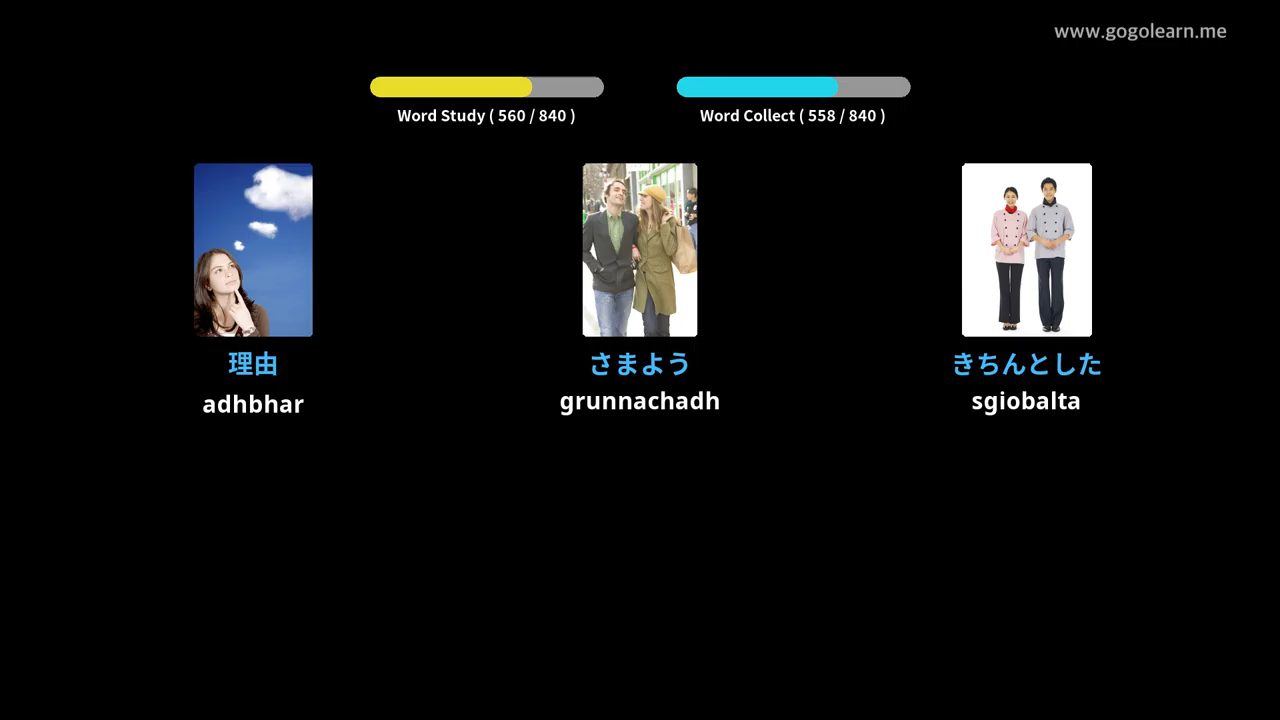 www.gogolearn.me
Word Study ( 560 / 840 )
Word Collect ( 558 / 840 )
理由
さまよう
きちんとした
adhbhar
grunnachadh
sgiobalta